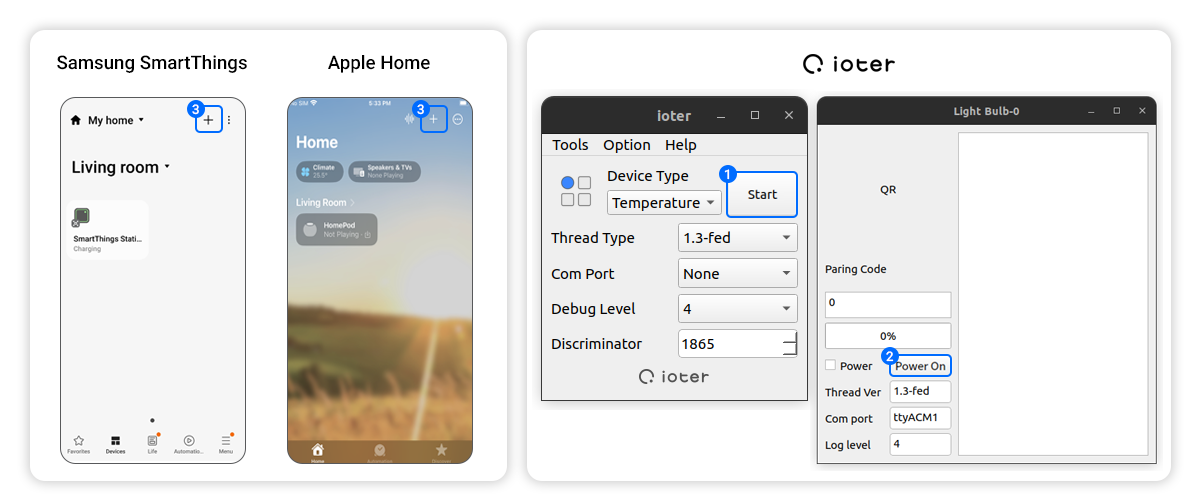 Samsung SmartThings
3
My home
Living room
SmartThings Stati...
Charging
Favorites
Devices
Life
Automatio...
Menu
Apple Home
No SIM
5:33 PM
3
Home
Climate
25.5°
Speakers & TVs
None Playing
Living Room
HomePod
Not Playing -
Home
Automation
Discover
ioter
ioter
Tools Option Help
Device Type
1
Temperature
Start
Thread Type
1.3-fed
Com Port
None
Debug Level
4
Discriminator
1865
ioter
Light Bulb-0
QR
Paring Code
0
0%
2
Power
Power On
Thread Ver
1.3-fed
Com port
ttyACM1
Log level
4